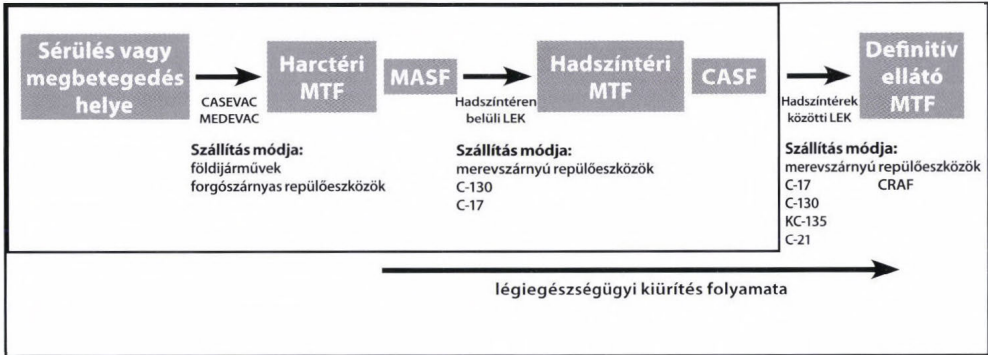 Sérülés vagy
megbetegedés
helye
CASEVAC
MEDEVAC
Szállítás módja:
földijárművek
forgószárnyas repülőeszközök
Harctéri
MTF
MASF
Hadszíntéren
belüli LEK
Szállítás módja:
merevszárnyú repülőeszközök
C-130
C-17
Hadszíntéri
MTF
CASF
Hadszínterek
közötti LEK
Szállítás módja:
merevszárnyú repülőeszközök
C-17 CRAF
C-130
KC-135
C-21
Definitív
ellátó
MTF
légiegészségügyi kiürítés folyamata